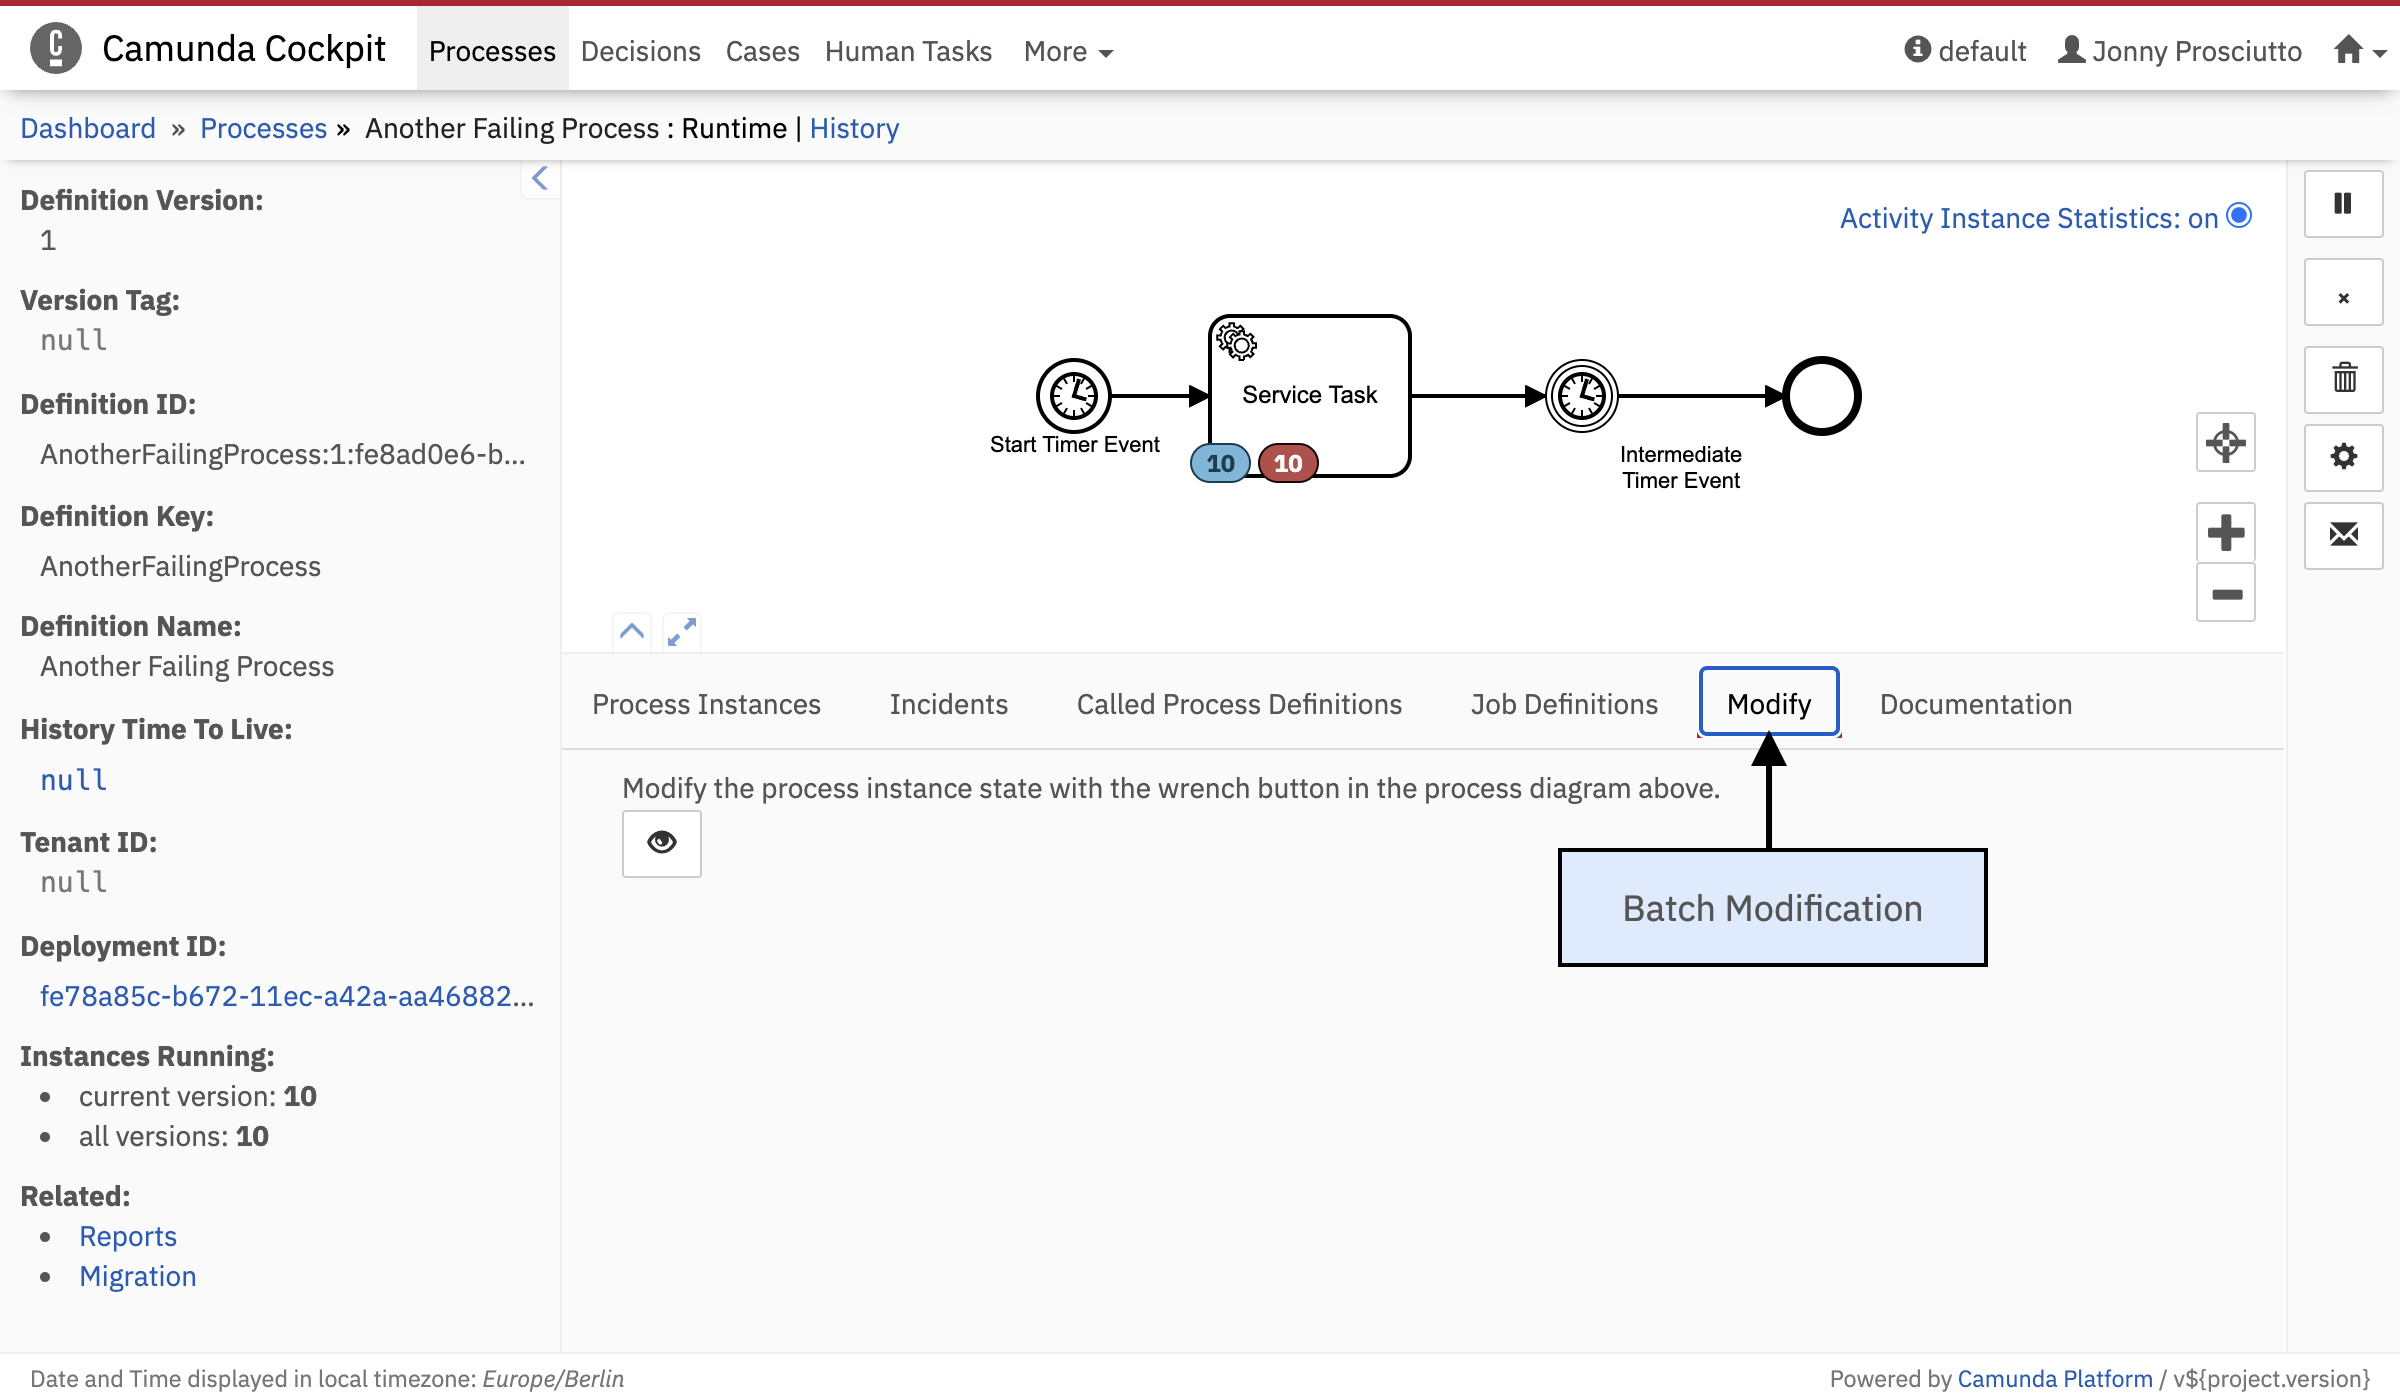 Camunda Cockpit Processes Decisions Cases Human Tasks More default Jonny Prosciutto
Dashboard » Processes » Another Failing Process : Runtime | History
Definition Version:
1
Version Tag:
null
Definition ID:
AnotherFailingProcess:1:fe8ad0e6-b...
Definition Key:
AnotherFailingProcess
Definition Name:
Another Failing Process
History Time To Live:
null
Tenant ID:
null
Deployment ID:
fe78a85c-b672-11ec-a42a-aa46882...
Instances Running:
• current version: 10
• all versions: 10
Related:
• Reports
• Migration
Activity Instance Statistics: on
Service Task
Start Timer Event
10 10
Intermediate
Timer Event
Process Instances Incidents Called Process Definitions Job Definitions Modify Documentation
Modify the process instance state with the wrench button in the process diagram above.
Batch Modification
Date and Time displayed in local timezone: Europe/Berlin
Powered by Camunda Platform / v${project.version}